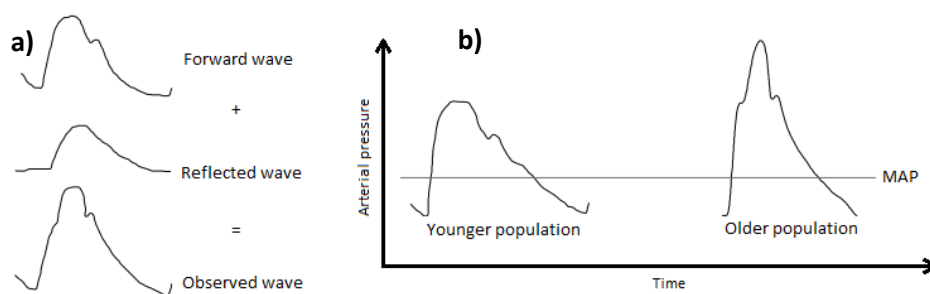 a)
Forward wave
+
Reflected wave
=
Observed wave
b)
Arterial pressure
MAP
Younger population
Older population
Time